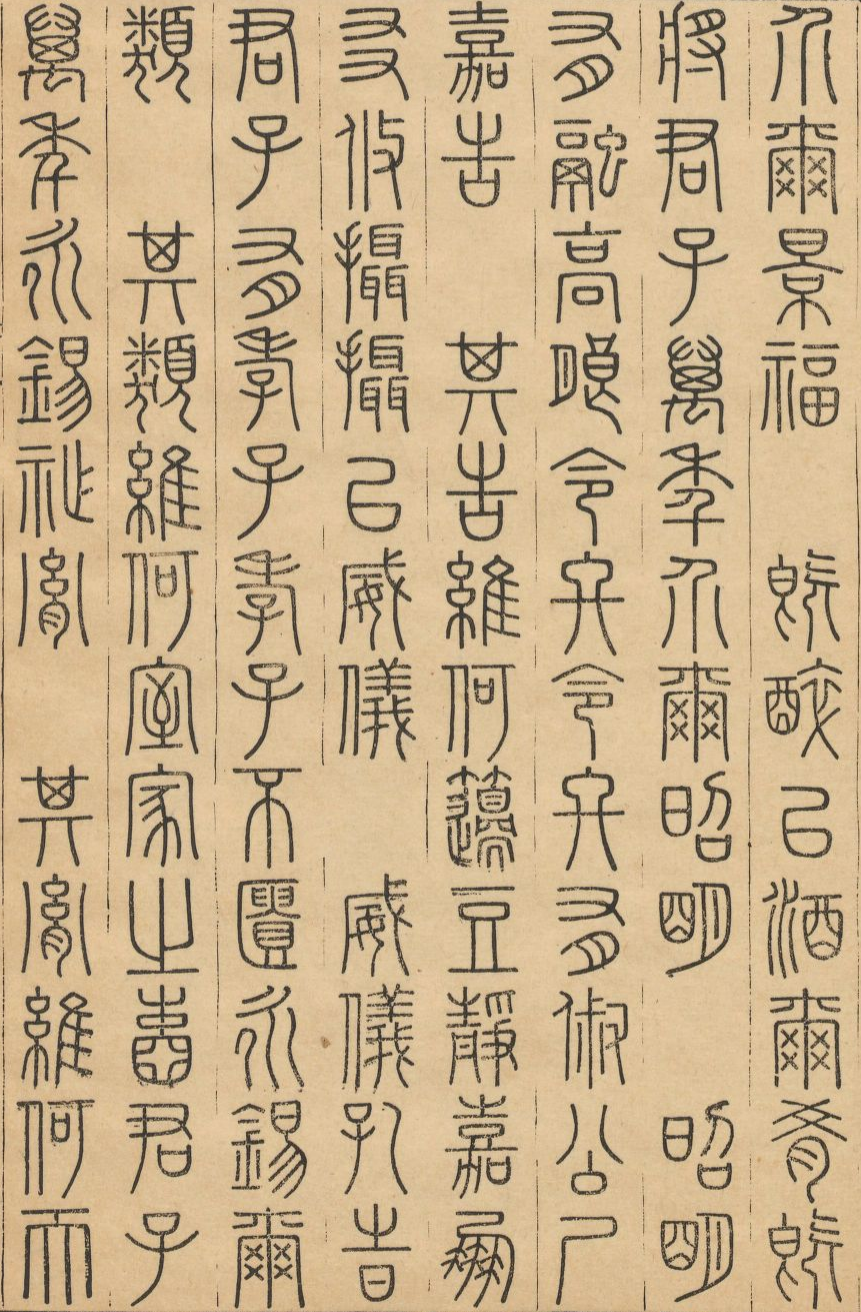 介爾景福 既醉以酒爾肴既
將君子萬年介爾昭明 昭明
有融高朗令終令終有俶公尸
嘉告 其告維何籩豆靜嘉朋
友攸攝攝以威儀 威儀孔時
君子有孝子孝子不匱永錫爾
類 其類維何室家之壼君子
萬年永錫祚胤 其胤維何天